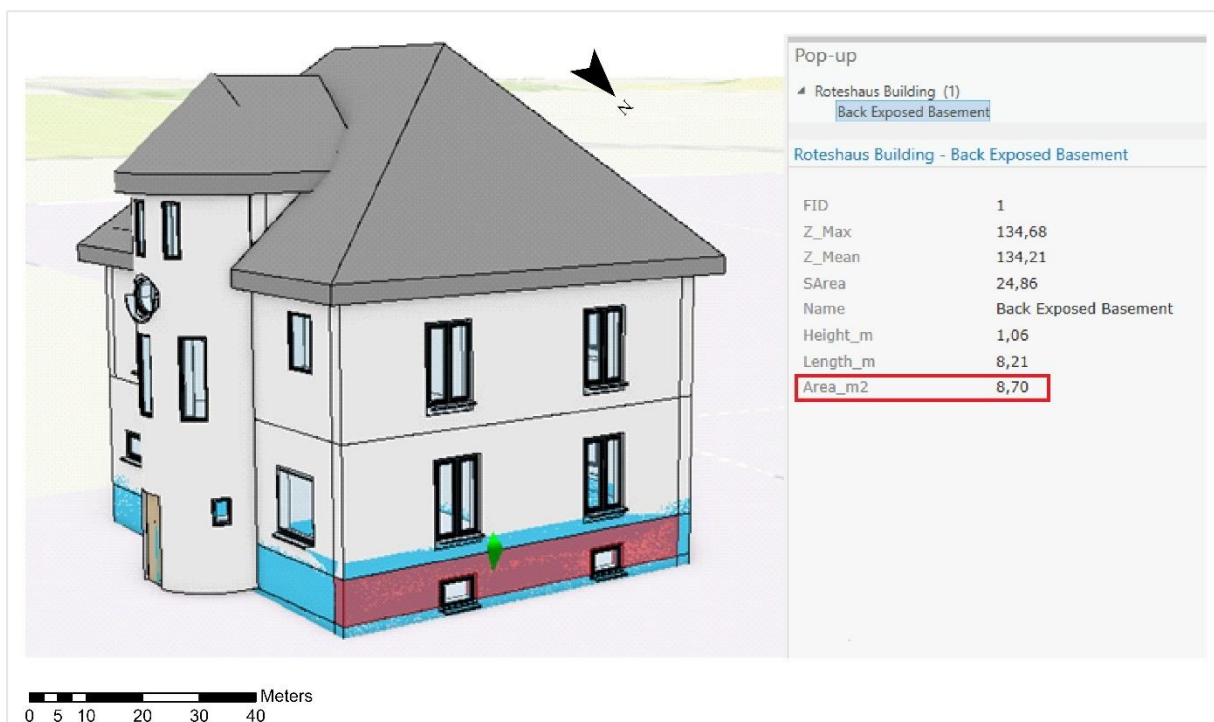 Pop-up
Roteshaus Building (1)
Back Exposed Basement
Roteshaus Building - Back Exposed Basement
FID 1
Z_Max 134,68
Z_Mean 134,21
SArea 24,86
Name Back Exposed Basement
Height_m 1,06
Length_m 8,21
Area_m2 8,70
N
Meters
0 5 10 20 30 40